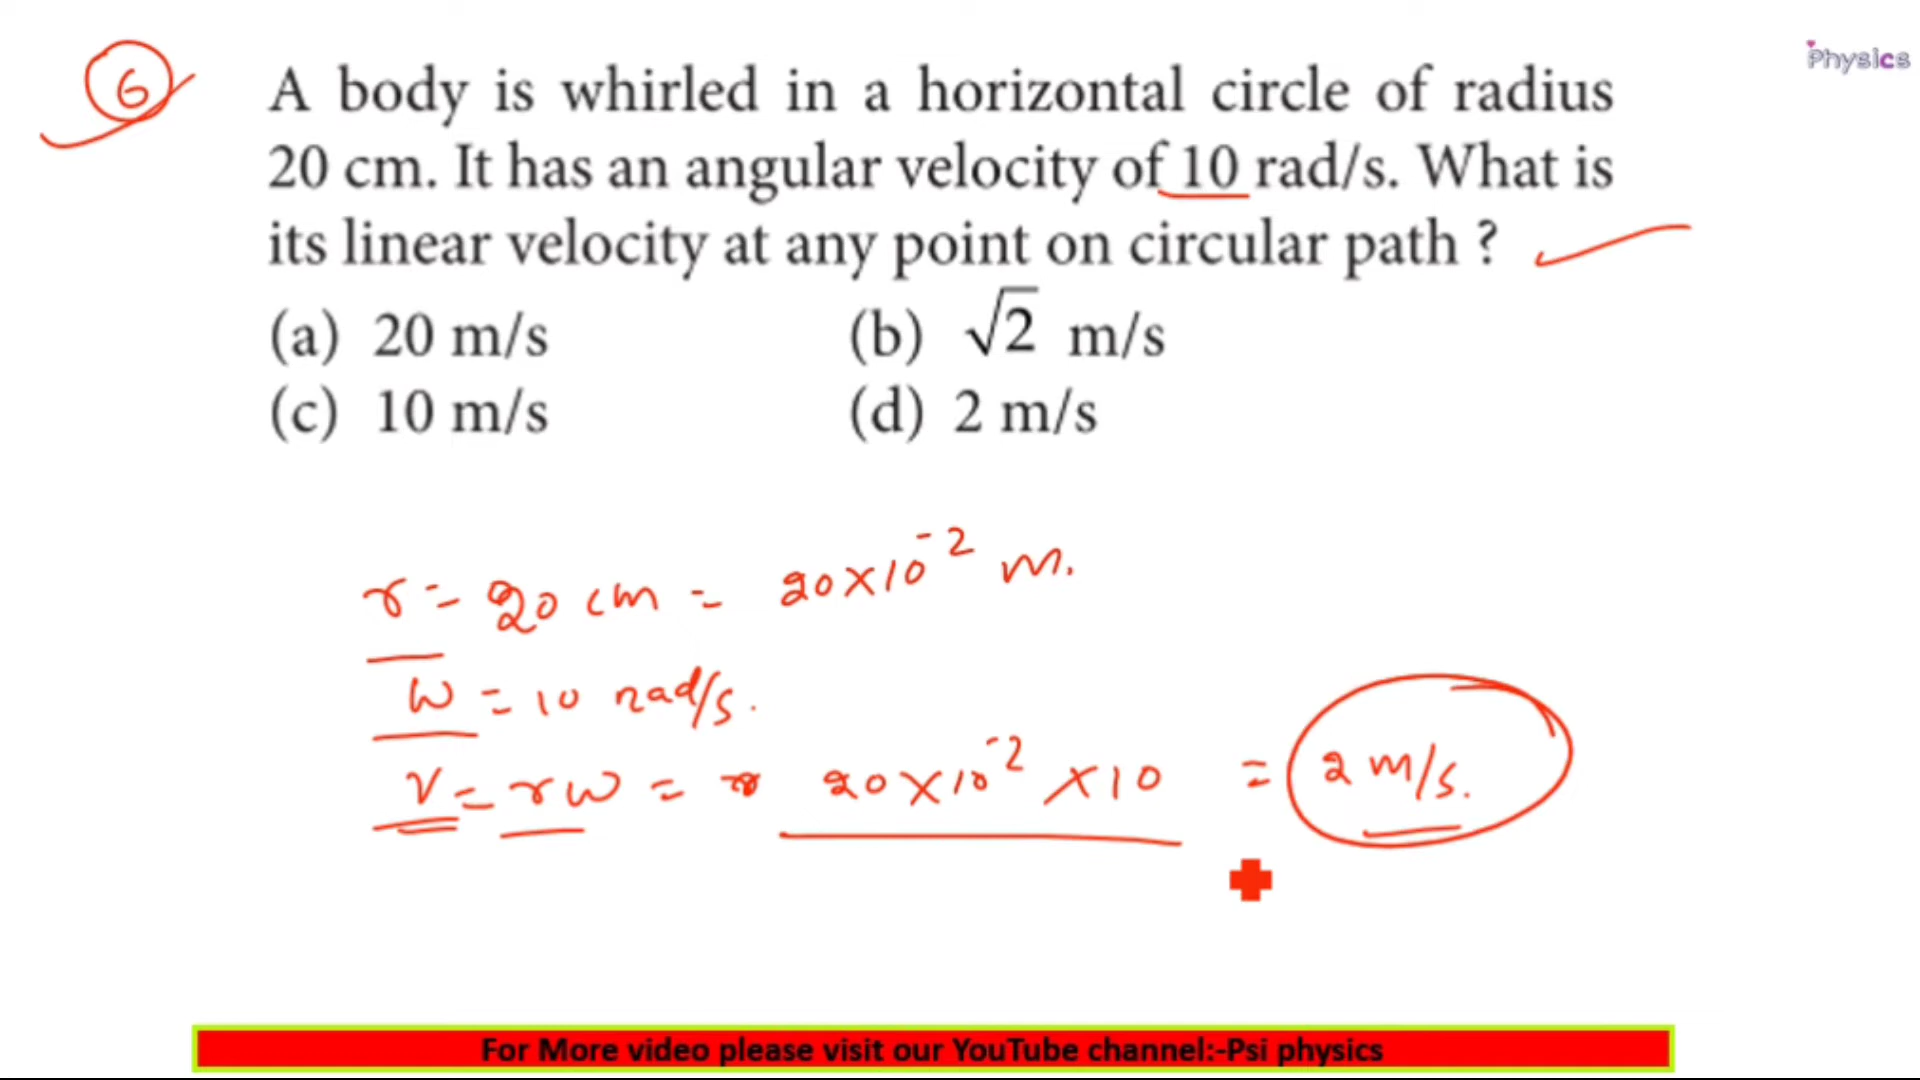 6
Physics
A body is whirled in a horizontal circle of radius
20 cm. It has an angular velocity of 10 rad/s. What is
its linear velocity at any point on circular path ?
(a) 20 m/s (b) √2 m/s
(c) 10 m/s (d) 2 m/s
r = 20 cm = 20×10⁻² m.
ω = 10 rad/s.
v = rω = 20×10⁻² ×10 = 2 m/s.
For More video please visit our YouTube channel:-Psi physics